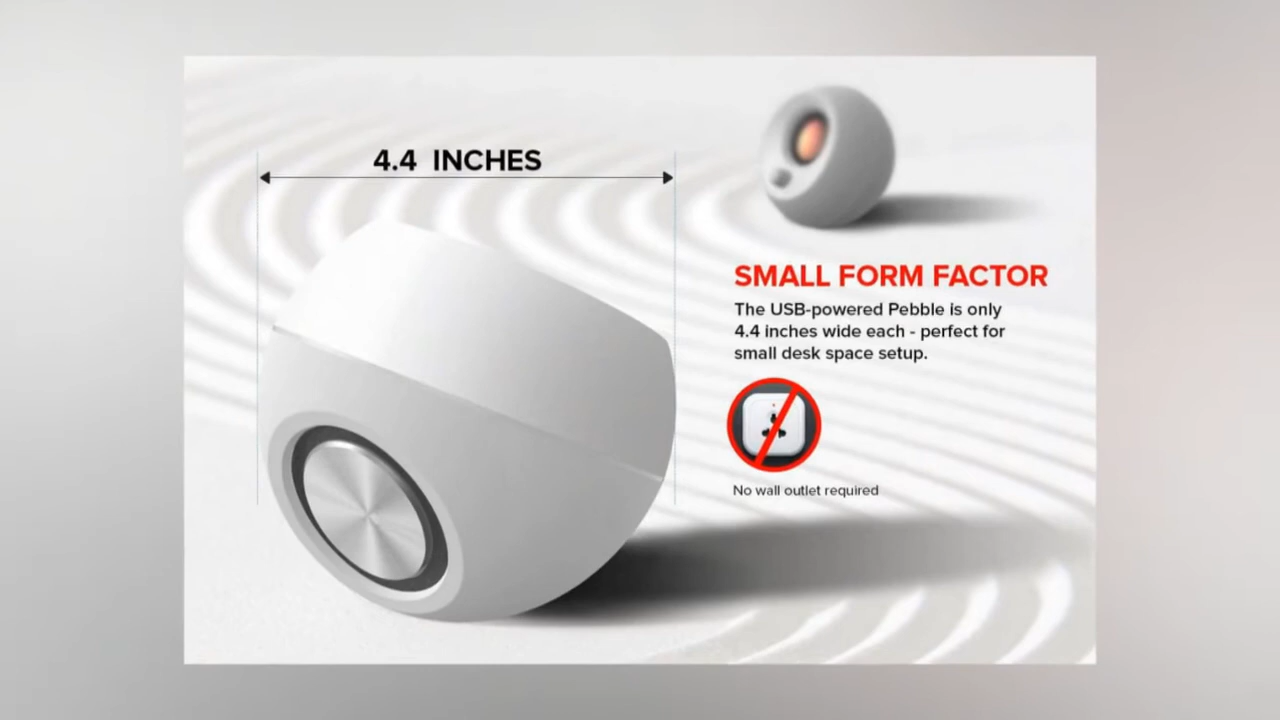 4.4 INCHES
SMALL FORM FACTOR
The USB-powered Pebble is only
4.4 inches wide each - perfect for
small desk space setup.
No wall outlet required